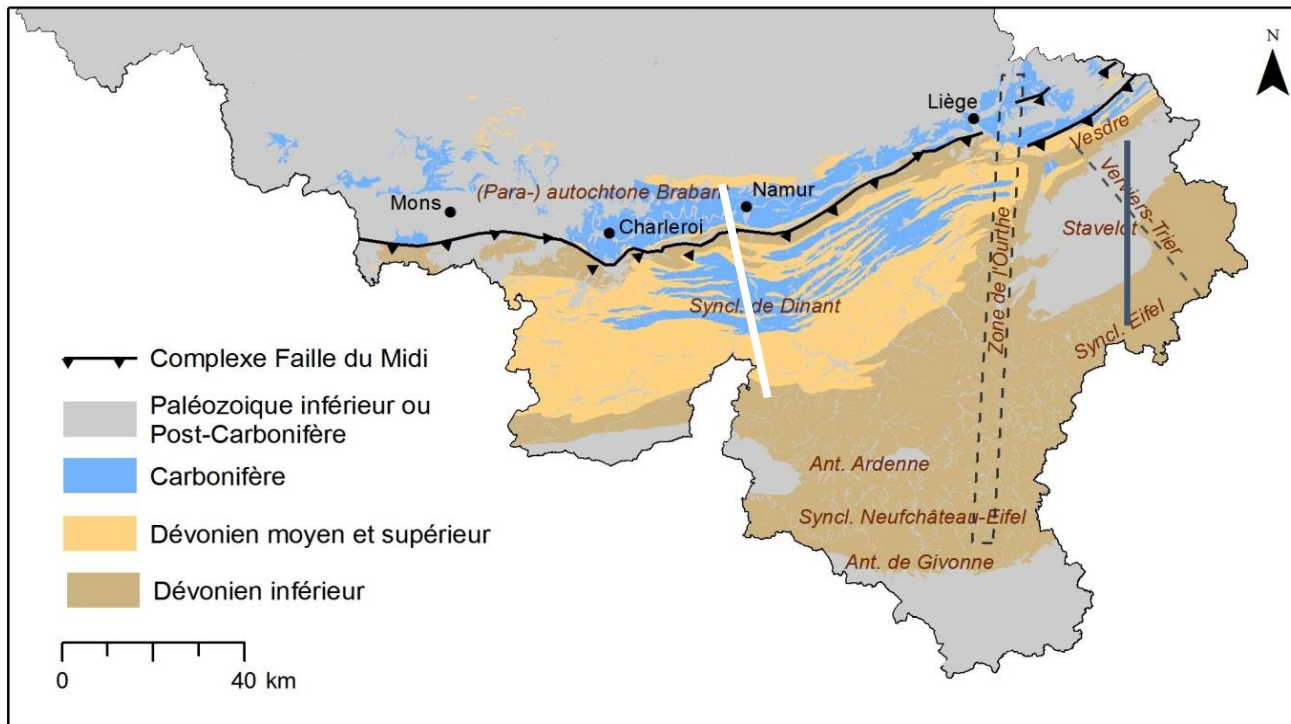 N
Liège
Vesdre
Verviers-Trier
(Para-) autochtone Brabant
Namur
Mons
Charleroi
Stavelot
Zone de l'Ourthe
Syncl. de Dinant
Syncl. Eifel
Complexe Faille du Midi
Paléozoique inférieur ou
Post-Carbonifère
Carbonifère
Ant. Ardenne
Dévonien moyen et supérieur
Syncl. Neufchâteau-Eifel
Ant. de Givonne
Dévonien inférieur
0 40 km